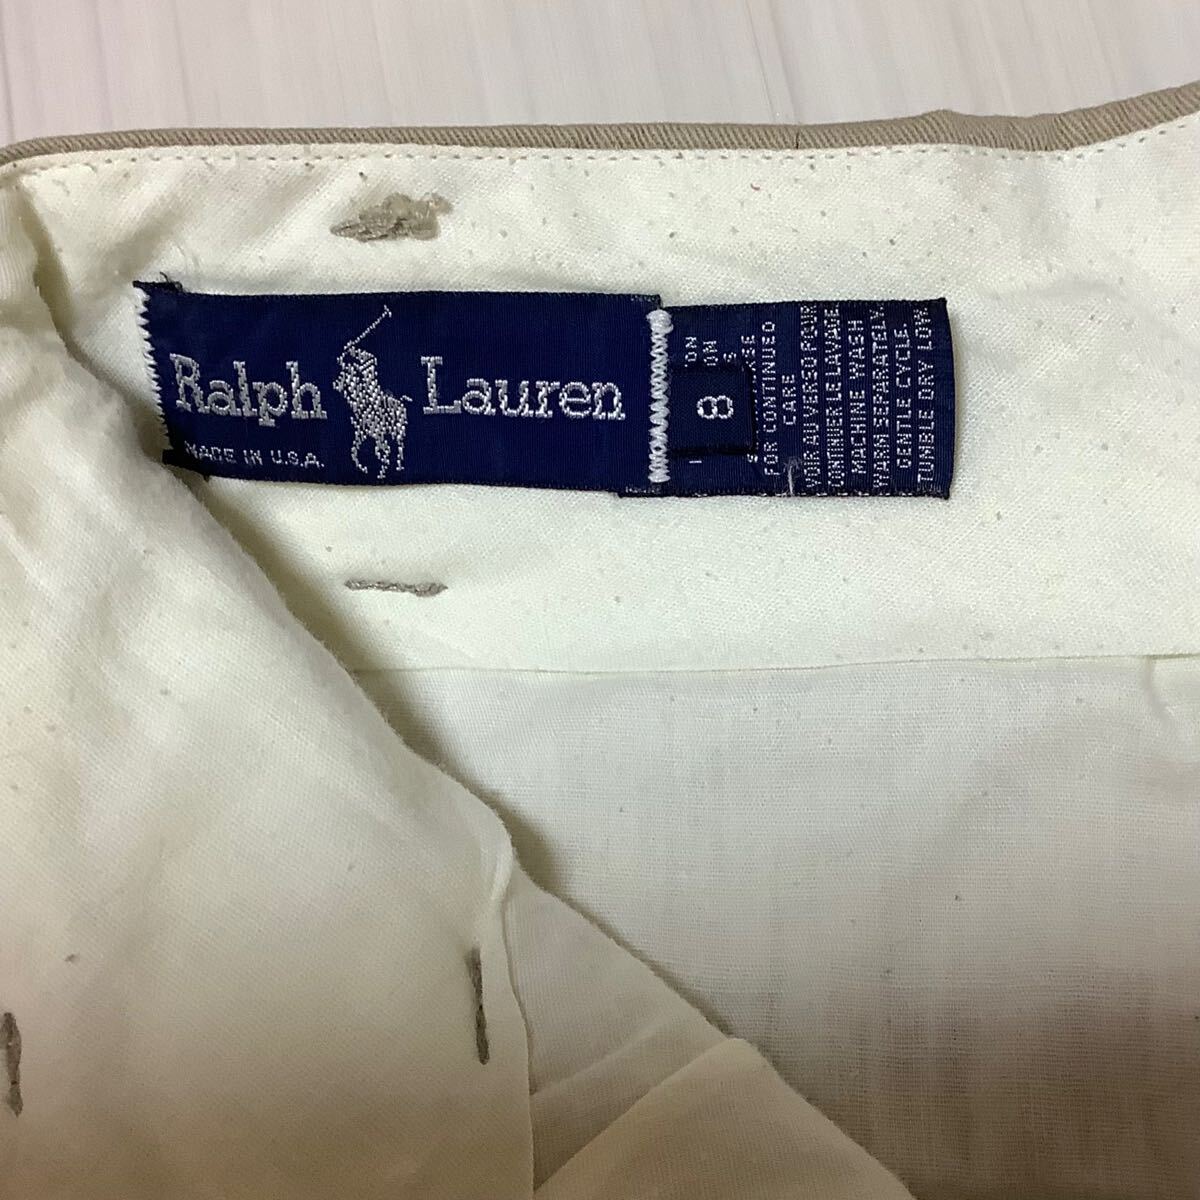 Ralph Lauren
MADE IN U.S.A.
8
FOR CONTINUED
CARE
VOIR AU VERSO POUR
CONTINUER LE LAVAGE
MACHINE WASH
WARM SEPARATELY
GENTLE CYCLE.
TUMBLE DRY LOW